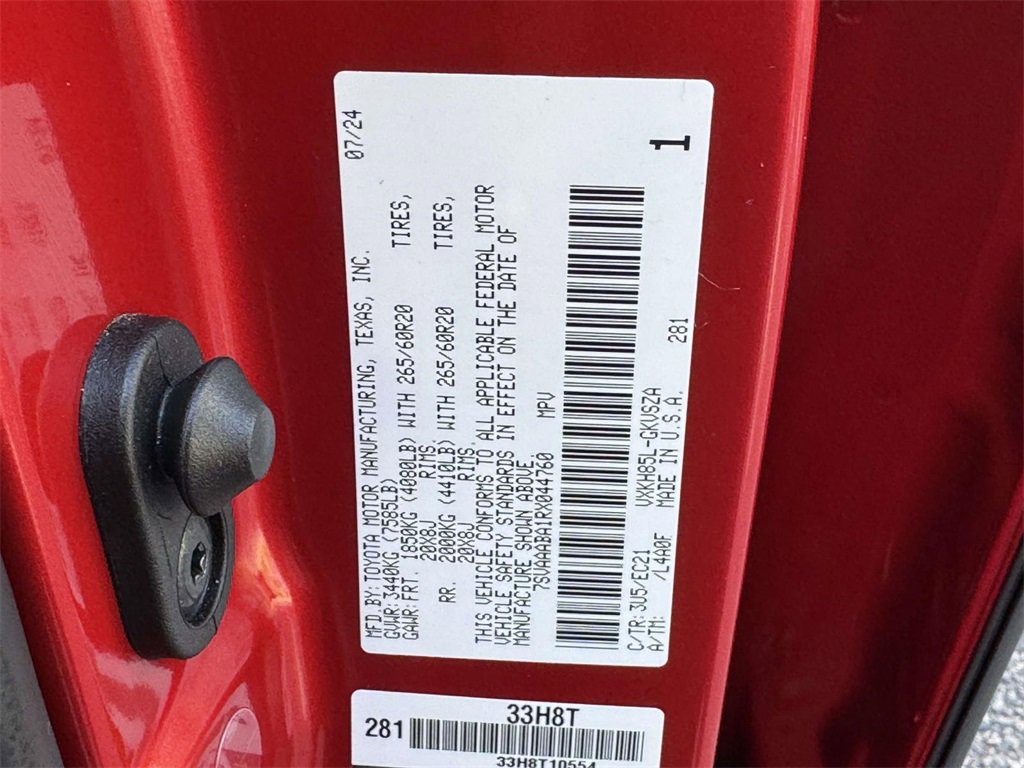 MFD.BY:TOYOTA MOTOR MANUFACTURING, TEXAS, INC. 07/24
GVWR:3440KG (7585LB)
GAWR:FRT. 1850KG (4080LB) WITH 265/60R20 TIRES,
20X8J RIMS.
RR. 2000KG (4410LB) WITH 265/60R20 TIRES,
20X8J RIMS.
THIS VEHICLE CONFORMS TO ALL APPLICABLE FEDERAL MOTOR
VEHICLE SAFETY STANDARDS IN EFFECT ON THE DATE OF
MANUFACTURE SHOWN ABOVE
7SVAAABA1RX044760 MPV
C/TR:3U5/EC21 VXKH85L-GKVSZA 281 1
A/TM: /L4A0F MADE IN U.S.A.
33H8T
281
33H8T10554